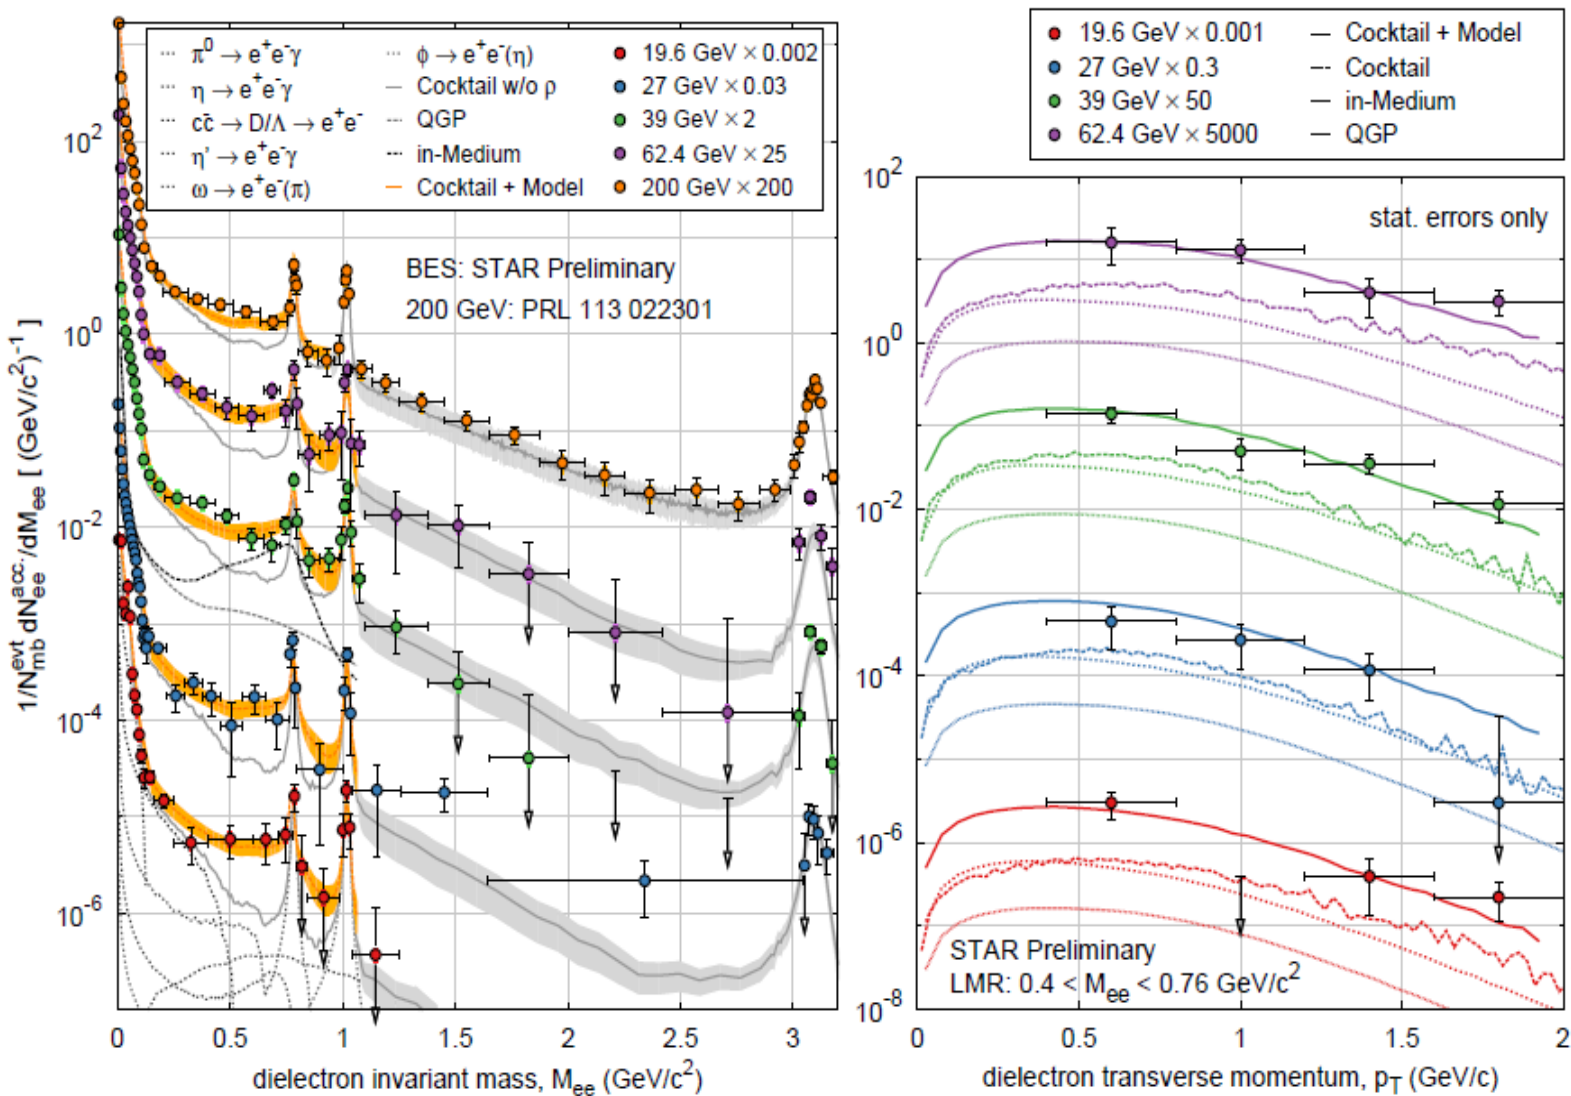 π⁰ → e⁺e⁻γ
η → e⁺e⁻γ
cc̄ → D/Λ → e⁺e⁻
η' → e⁺e⁻γ
ω → e⁺e⁻(π)
ϕ → e⁺e⁻(η)
Cocktail w/o ρ
QGP
in-Medium
Cocktail + Model
19.6 GeV × 0.002
27 GeV × 0.03
39 GeV × 2
62.4 GeV × 25
200 GeV × 200
BES: STAR Preliminary
200 GeV: PRL 113 022301
1/N_mb^evt dN_ee^acc./dM_ee [ (GeV/c²)⁻¹ ]
10²
10⁰
10⁻²
10⁻⁴
10⁻⁶
0 0.5 1 1.5 2 2.5 3
dielectron invariant mass, M_ee (GeV/c²)
19.6 GeV × 0.001
27 GeV × 0.3
39 GeV × 50
62.4 GeV × 5000
Cocktail + Model
Cocktail
in-Medium
QGP
stat. errors only
10²
10⁰
10⁻²
10⁻⁴
10⁻⁶
10⁻⁸
STAR Preliminary
LMR: 0.4 < M_ee < 0.76 GeV/c²
0 0.5 1 1.5 2
dielectron transverse momentum, p_T (GeV/c)